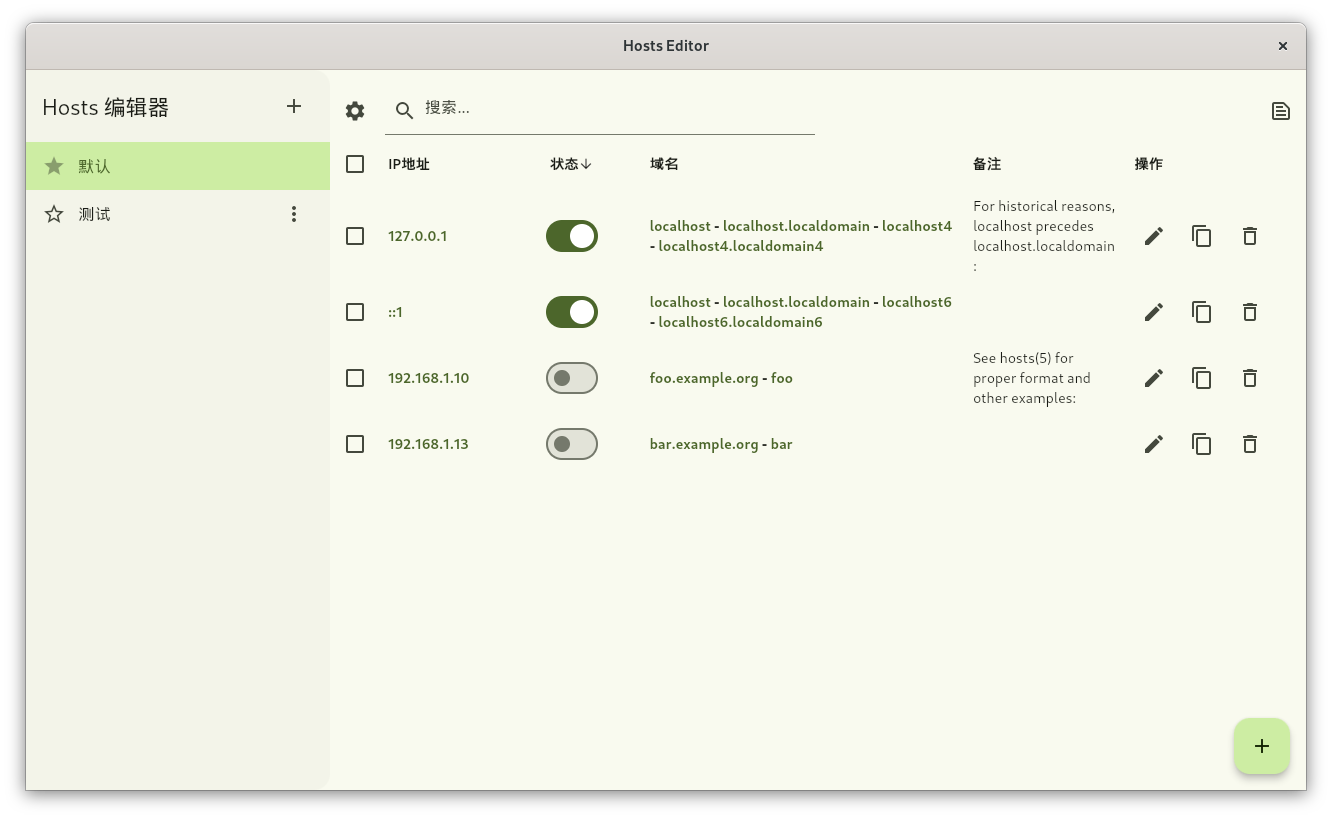 Hosts Editor
Hosts 编辑器
搜索...
默认
测试
IP地址 状态↓ 域名 备注 操作
127.0.0.1
localhost - localhost.localdomain - localhost4
- localhost4.localdomain4
For historical reasons,
localhost precedes
localhost.localdomain
:
::1
localhost - localhost.localdomain - localhost6
- localhost6.localdomain6
192.168.1.10
foo.example.org - foo
See hosts(5) for
proper format and
other examples:
192.168.1.13
bar.example.org - bar